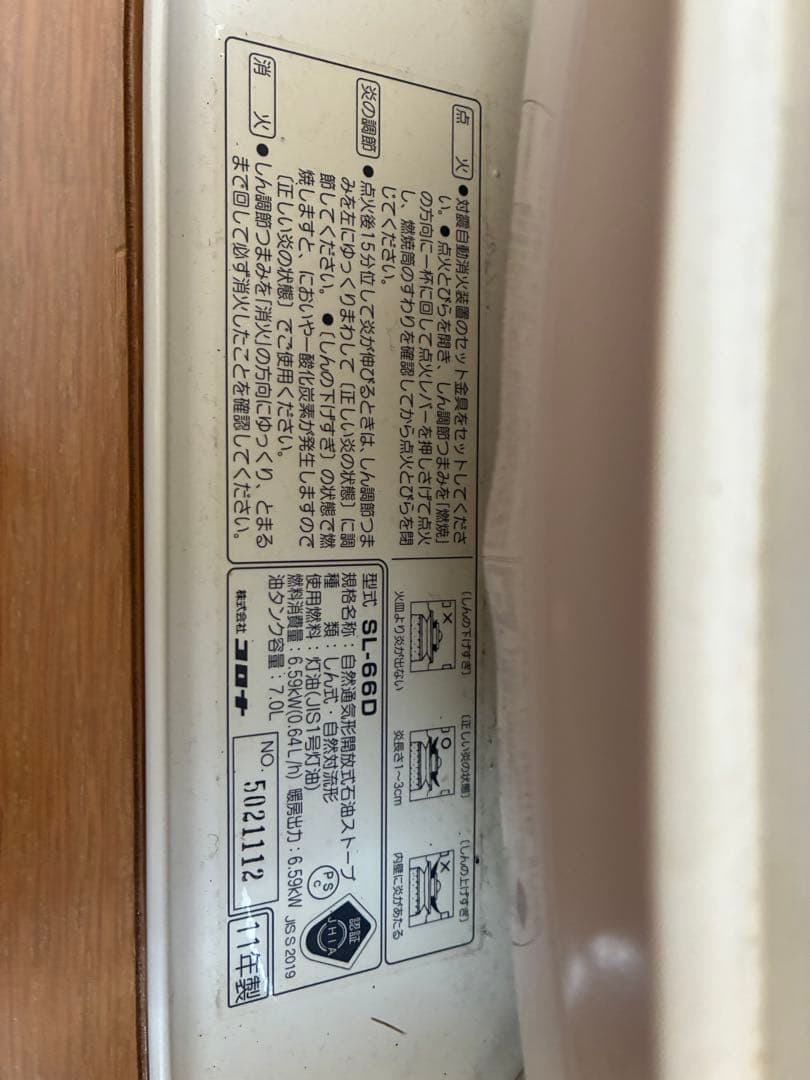 点火
●対震自動消火装置のセット金具をセットしてくださ
い。●点火とびらを開き、しん調節つまみを「燃焼」
の方向に一杯に回して点火レバーを押しさげて点火
し、燃焼筒のすわりを確認してから点火とびらを閉
じてください。
炎の調節
●点火後15分位して炎が伸びるときは、しん調節つま
みを左にゆっくりまわして〔正しい炎の状態〕に調
節してください。●〔しんの下げすぎ〕の状態で燃
焼しますと、においや一酸化炭素が発生しますので
〔正しい炎の状態〕でご使用ください。
消火
●しん調節つまみを「消火」の方向にゆっくり、とまる
まで回して必ず消火したことを確認してください。
〔しんの下げすぎ〕
×
火皿より炎が出ない
〔正しい炎の状態〕
○
炎長さ1~3cm
〔しんの上げすぎ〕
×
内壁に炎があたる
型式 SL-66D
規格名称:自然通気形開放式石油ストーブ
種類:しん式・自然対流形
使用燃料:灯油(JIS1号灯油)
燃料消費量:6.59kW(0.64L/h) 暖房出力:6.59kW
油タンク容量:7.0L
PS
C
認証
JHIA
JIS S 2019
株式会社 コロナ
NO. 5021112
11年製